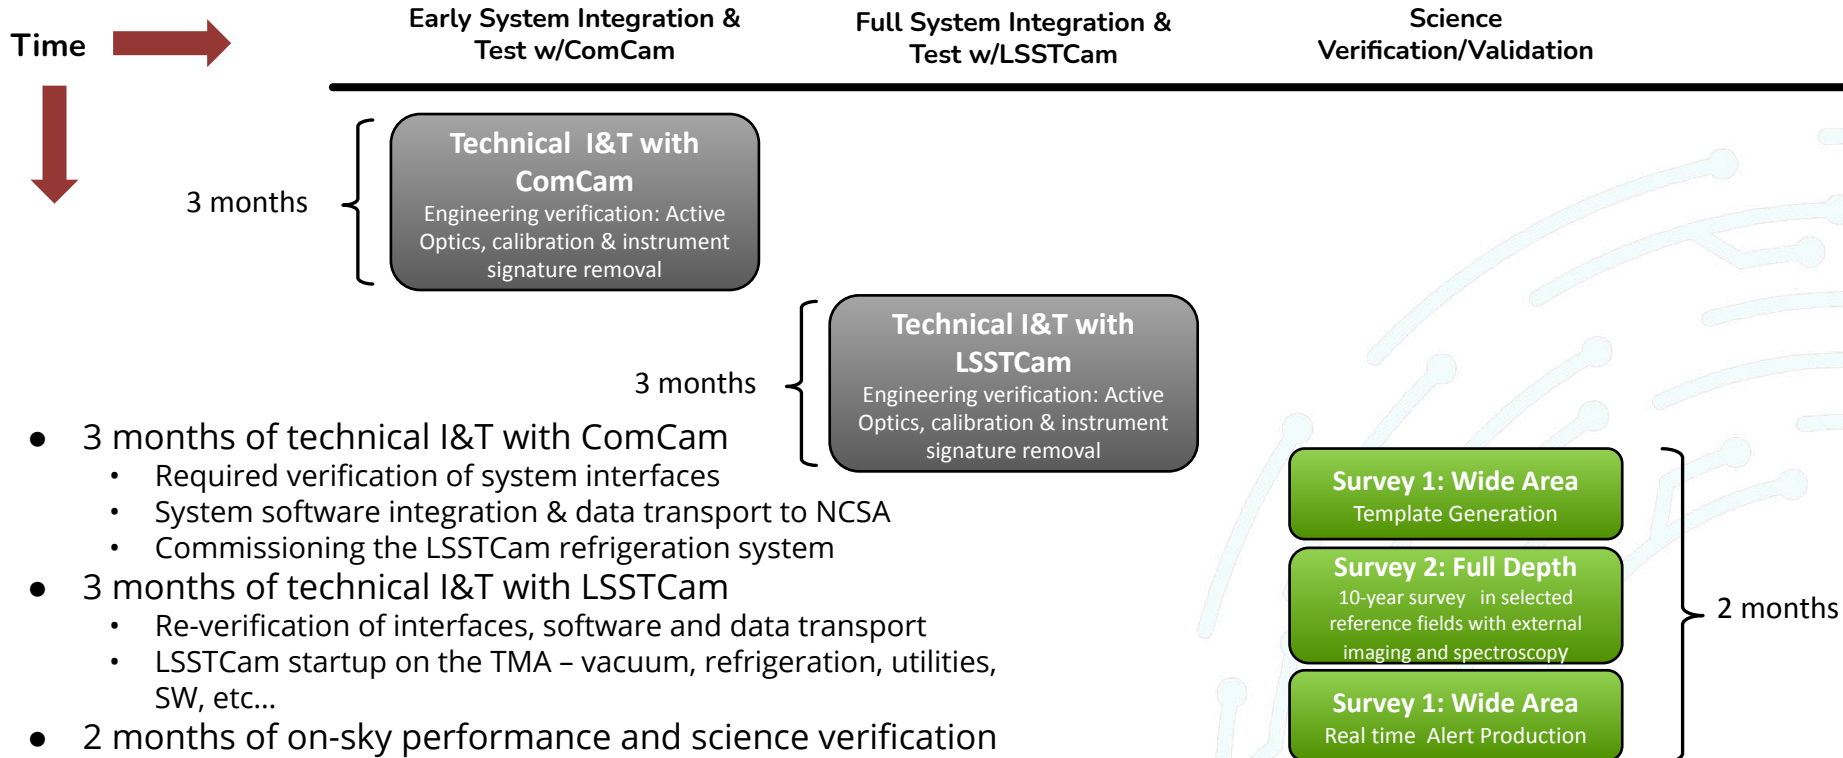 Time
Early System Integration &
Test w/ComCam
Full System Integration &
Test w/LSSTCam
Science
Verification/Validation
3 months
Technical I&T with
ComCam
Engineering verification: Active
Optics, calibration & instrument
signature removal
3 months
Technical I&T with
LSSTCam
Engineering verification: Active
Optics, calibration & instrument
signature removal
● 3 months of technical I&T with ComCam
• Required verification of system interfaces
• System software integration & data transport to NCSA
• Commissioning the LSSTCam refrigeration system
● 3 months of technical I&T with LSSTCam
• Re-verification of interfaces, software and data transport
• LSSTCam startup on the TMA – vacuum, refrigeration, utilities,
SW, etc...
● 2 months of on-sky performance and science verification
Survey 1: Wide Area
Template Generation
Survey 2: Full Depth
10-year survey in selected
reference fields with external
imaging and spectroscopy
Survey 1: Wide Area
Real time Alert Production
2 months